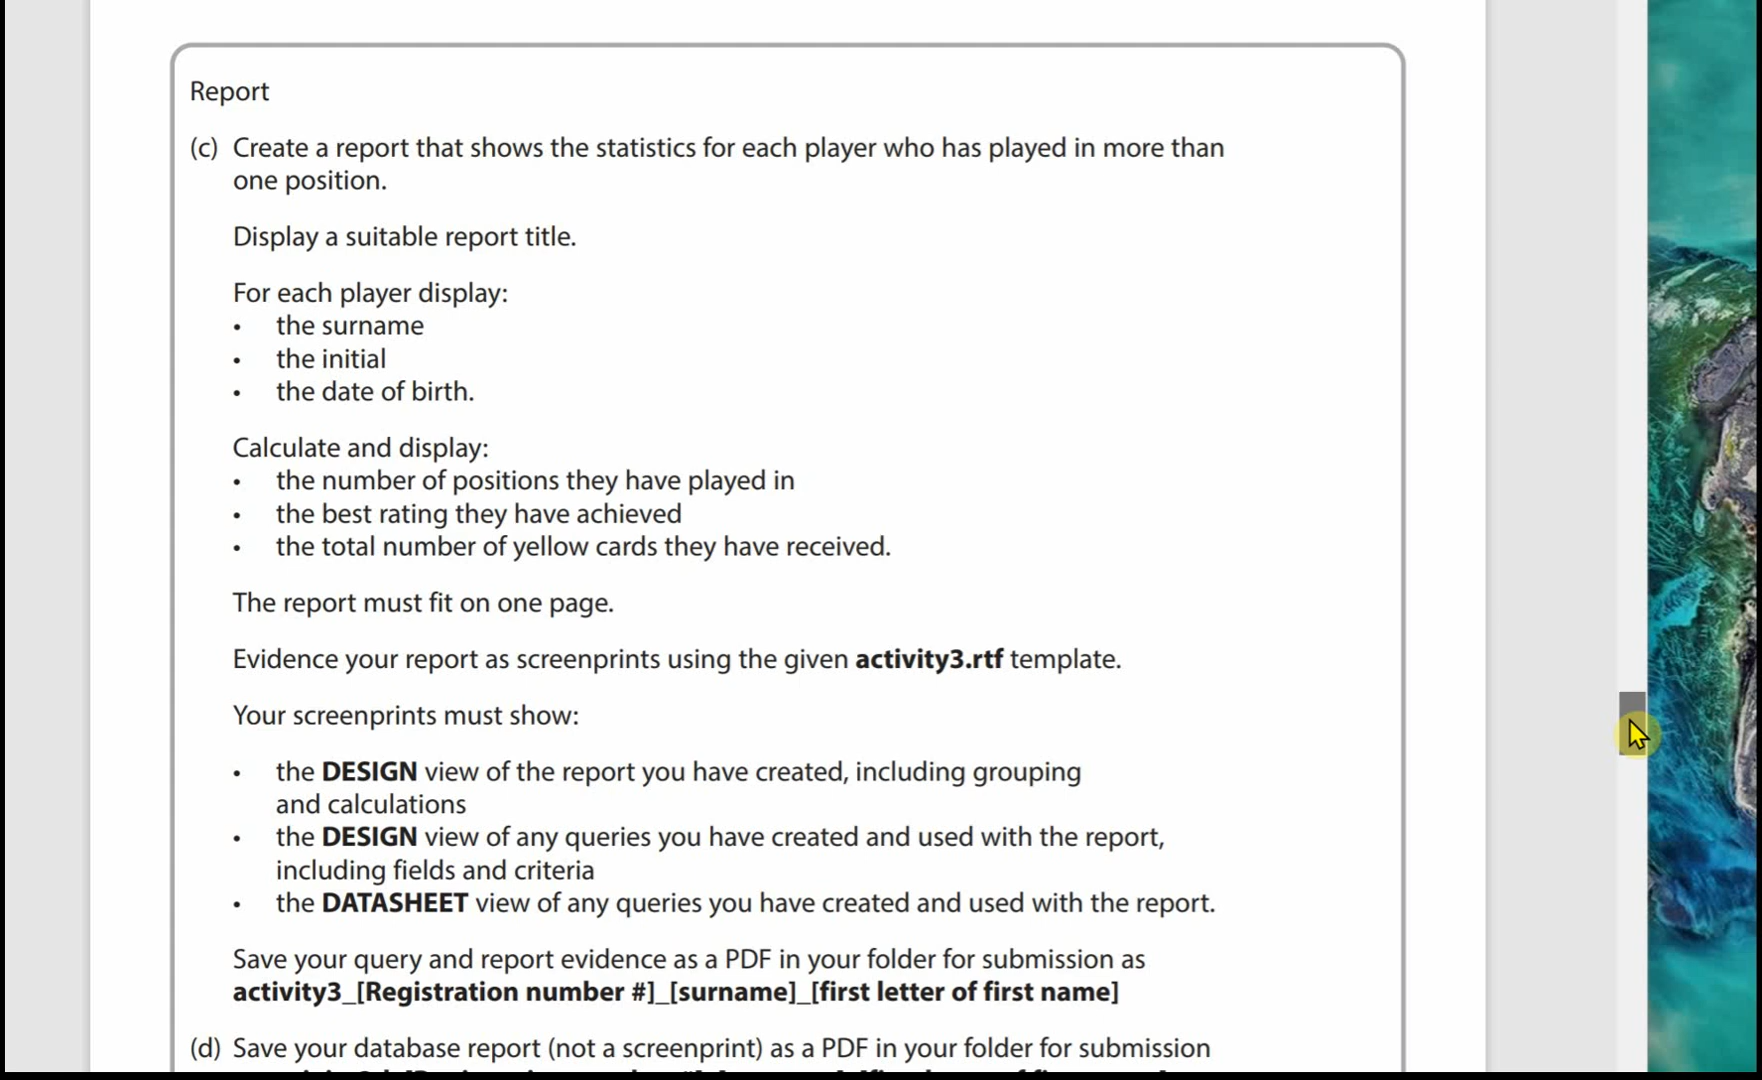 Report
(c) Create a report that shows the statistics for each player who has played in more than
one position.
Display a suitable report title.
For each player display:
• the surname
• the initial
• the date of birth.
Calculate and display:
• the number of positions they have played in
• the best rating they have achieved
• the total number of yellow cards they have received.
The report must fit on one page.
Evidence your report as screenprints using the given activity3.rtf template.
Your screenprints must show:
• the DESIGN view of the report you have created, including grouping
and calculations
• the DESIGN view of any queries you have created and used with the report,
including fields and criteria
• the DATASHEET view of any queries you have created and used with the report.
Save your query and report evidence as a PDF in your folder for submission as
activity3_[Registration number #]_[surname]_[first letter of first name]
(d) Save your database report (not a screenprint) as a PDF in your folder for submission